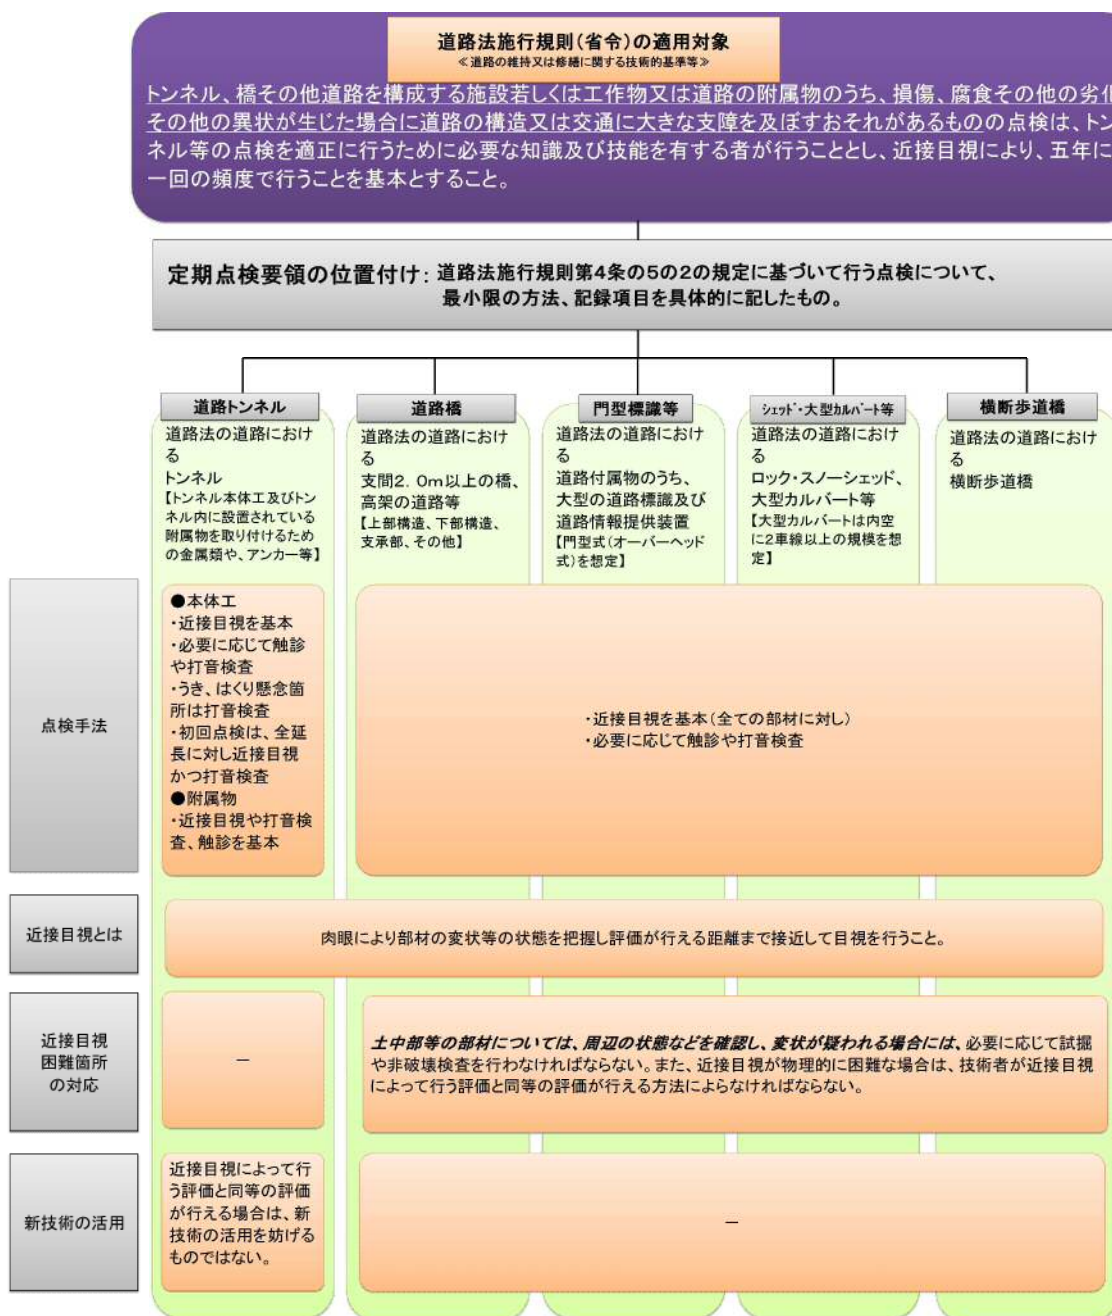 道路法施行規則(省令)の適用対象
≪道路の維持又は修繕に関する技術的基準等≫
トンネル、橋その他道路を構成する施設若しくは工作物又は道路の附属物のうち、損傷、腐食その他の劣化
その他の異状が生じた場合に道路の構造又は交通に大きな支障を及ぼすおそれがあるものの点検は、トン
ネル等の点検を適正に行うために必要な知識及び技能を有する者が行うこととし、近接目視により、五年に
一回の頻度で行うことを基本とすること。
定期点検要領の位置付け：道路法施行規則第4条の5の2の規定に基づいて行う点検について、
最小限の方法、記録項目を具体的に記したもの。
道路トンネル
道路法の道路におけ
る
トンネル
【トンネル本体工及びトン
ネル内に設置されている
附属物を取り付けるため
の金属類や、アンカー等】
道路橋
道路法の道路におけ
る
支間2．0m以上の橋、
高架の道路等
【上部構造、下部構造、
支承部、その他】
門型標識等
道路法の道路におけ
る
道路付属物のうち、
大型の道路標識及び
道路情報提供装置
【門型式(オーバーヘッド
式)を想定】
ｼｪｯﾄﾞ・大型ｶﾙﾊﾞｰﾄ等
道路法の道路におけ
る
ロック・スノーシェッド、
大型カルバート等
【大型カルバートは内空
に2車線以上の規模を想
定】
横断歩道橋
道路法の道路におけ
る
横断歩道橋
点検手法
●本体工
・近接目視を基本
・必要に応じて触診
や打音検査
・うき、はくり懸念箇
所は打音検査
・初回点検は、全延
長に対し近接目視
かつ打音検査
●附属物
・近接目視や打音検
査、触診を基本
・近接目視を基本(全ての部材に対し)
・必要に応じて触診や打音検査
近接目視とは
肉眼により部材の変状等の状態を把握し評価が行える距離まで接近して目視を行うこと。
近接目視
困難箇所
の対応
－
土中部等の部材については、周辺の状態などを確認し、変状が疑われる場合には、必要に応じて試掘
や非破壊検査を行わなければならない。また、近接目視が物理的に困難な場合は、技術者が近接目視
によって行う評価と同等の評価が行える方法によらなければならない。
新技術の活用
近接目視によって行
う評価と同等の評価
が行える場合は、新
技術の活用を妨げる
ものではない。
－